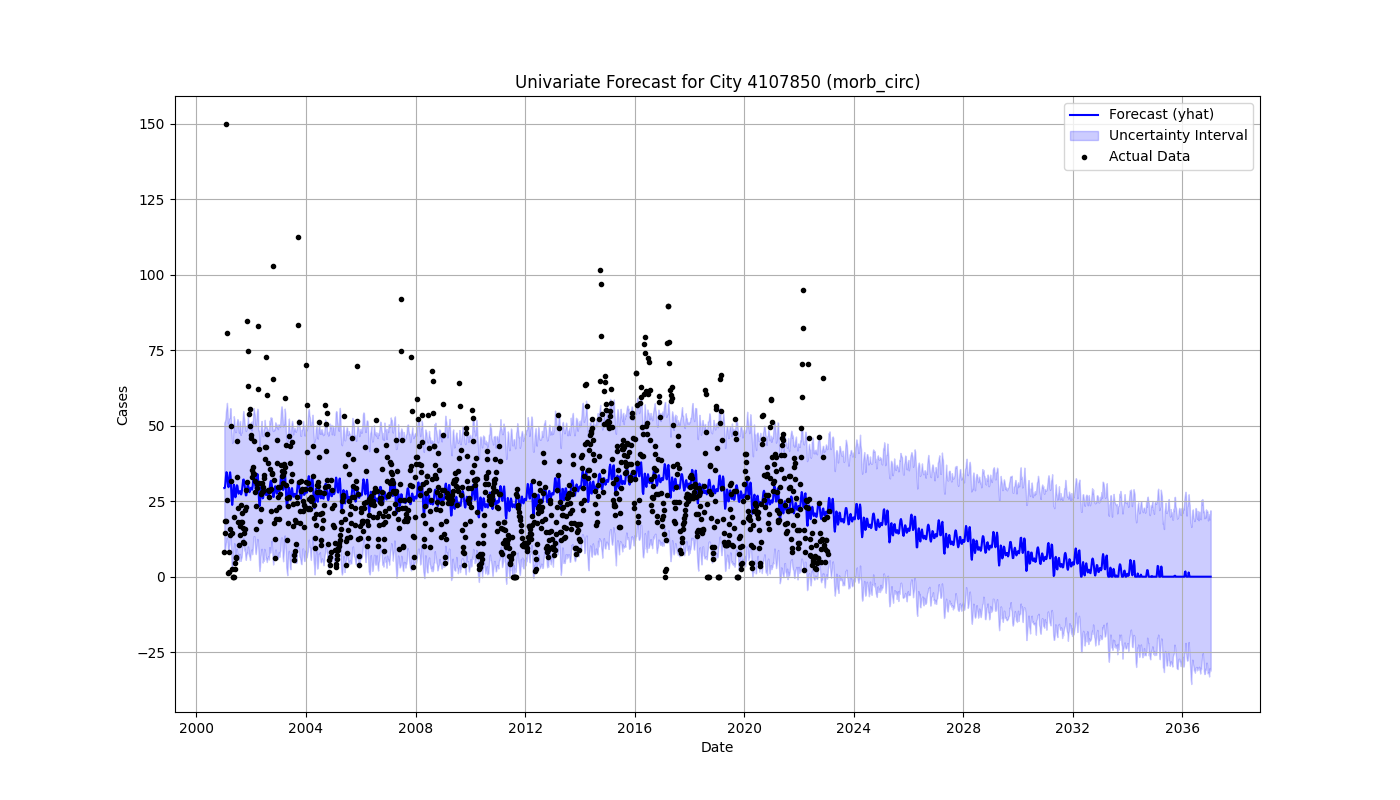 Univariate Forecast for City 4107850 (morb_circ)
Forecast (yhat)
Uncertainty Interval
Actual Data
150
125
100
75
50
25
0
−25
Cases
2000 2004 2008 2012 2016 2020 2024 2028 2032 2036
Date